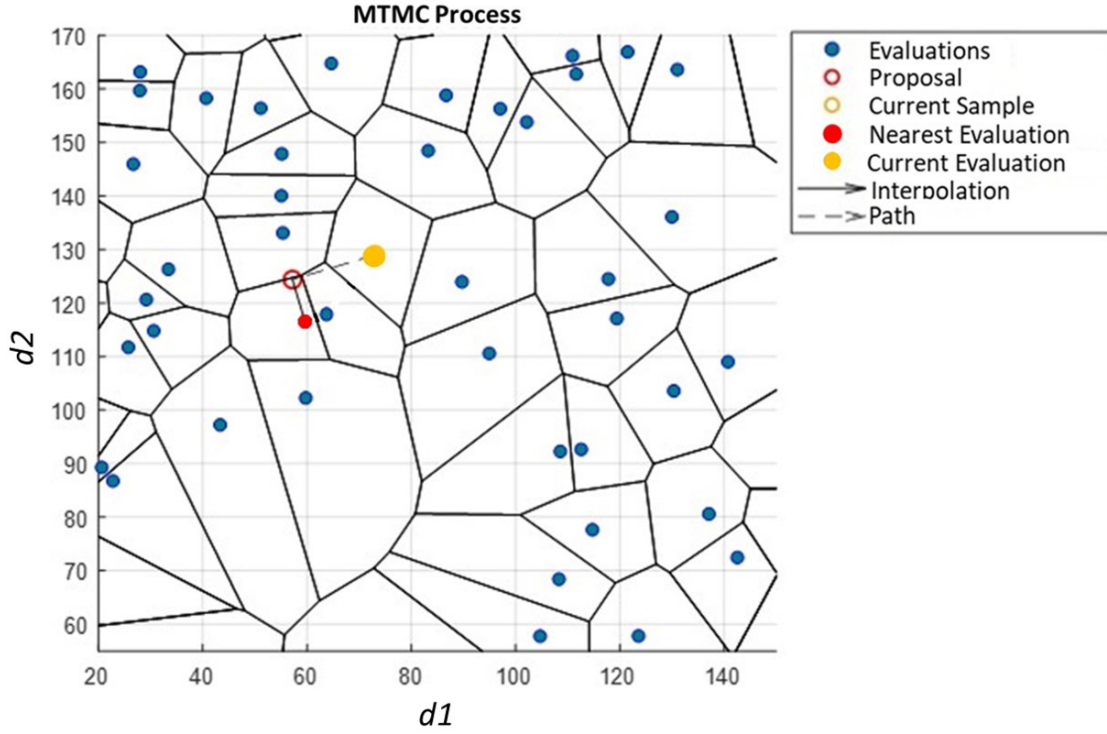 MTMC Process
170
160
150
140
130
120
110
100
90
80
70
60
d2
20
40
60
80
100
120
140
d1
Evaluations
Proposal
Current Sample
Nearest Evaluation
Current Evaluation
Interpolation
Path